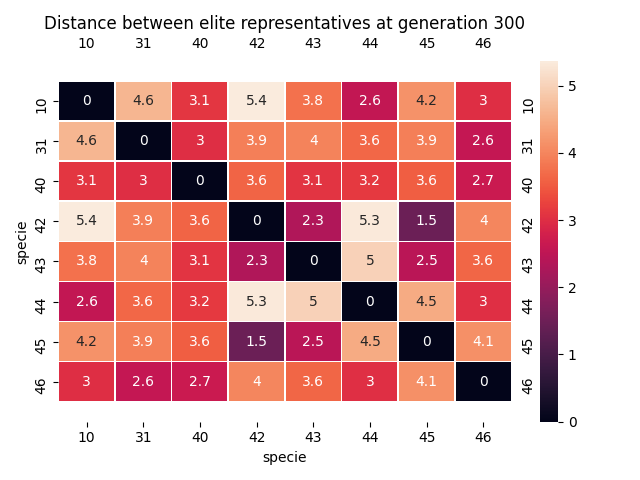 Distance between elite representatives at generation 300
10 31 40 42 43 44 45 46
10 0 4.6 3.1 5.4 3.8 2.6 4.2 3 10
31 4.6 0 3 3.9 4 3.6 3.9 2.6 31
40 3.1 3 0 3.6 3.1 3.2 3.6 2.7 40
42 5.4 3.9 3.6 0 2.3 5.3 1.5 4 42
43 3.8 4 3.1 2.3 0 5 2.5 3.6 43
44 2.6 3.6 3.2 5.3 5 0 4.5 3 44
45 4.2 3.9 3.6 1.5 2.5 4.5 0 4.1 45
46 3 2.6 2.7 4 3.6 3 4.1 0 46
10 31 40 42 43 44 45 46
specie
specie
5
4
3
2
1
0